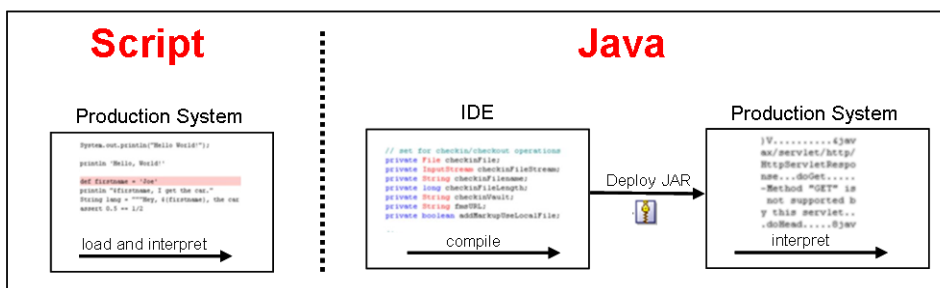 Script
Java
Production System
System.out.println("Hello World!");
println 'Hello, World!'
def firstname = 'Joe'
println "$firstname, I get the car."
String lang = """Hey, ${firstname}, the car
assert 0.5 == 1/2
load and interpret
IDE
// set for checkin/checkout operations
private File checkinFile;
private InputStream checkinFileStream;
private String checkinFilename;
private long checkinFileLength;
private String checkinVault;
private String fmsURL;
private boolean addMarkupUseLocalFile;
compile
Deploy JAR
Production System
)V..........&jav
ax/servlet/http/
HttpServletRespo
nse...doGet.....
-Method "GET" is
not supported b
y this servlet..
.doHead.....8jav
interpret